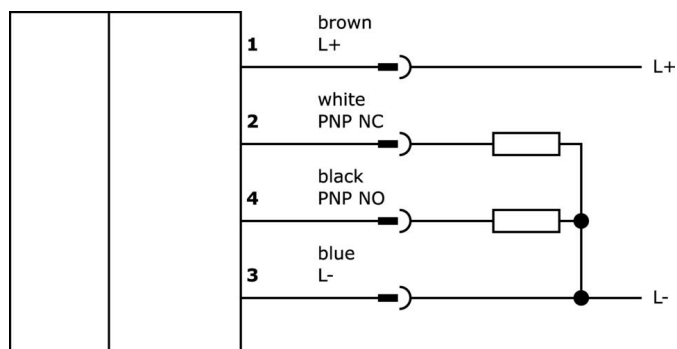 brown
1 L+ L+
white
2 PNP NC
black
4 PNP NO
blue
3 L- L-